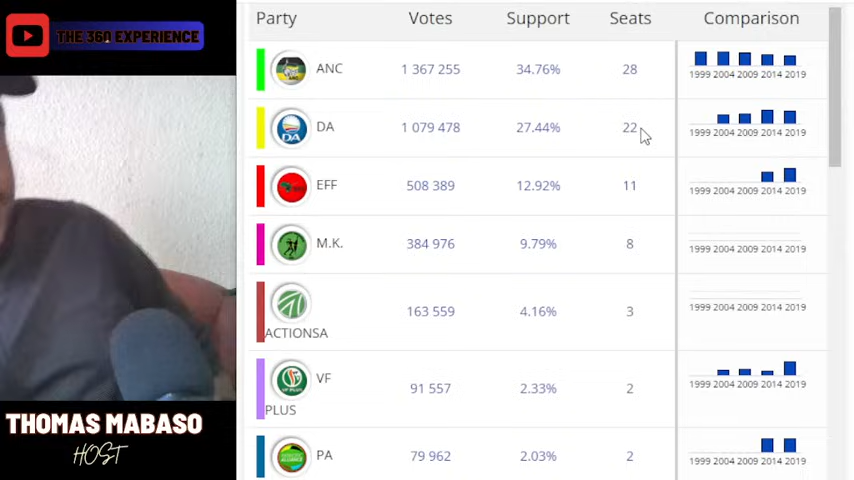 THE 360 EXPERIENCE
Party Votes Support Seats Comparison
ANC 1 367 255 34.76% 28
1999 2004 2009 2014 2019
DA 1 079 478 27.44% 22
1999 2004 2009 2014 2019
EFF 508 389 12.92% 11
1999 2004 2009 2014 2019
M.K. 384 976 9.79% 8
1999 2004 2009 2014 2019
ACTIONSA 163 559 4.16% 3
1999 2004 2009 2014 2019
VF PLUS 91 557 2.33% 2
1999 2004 2009 2014 2019
PA 79 962 2.03% 2
1999 2004 2009 2014 2019
THOMAS MABASO
HOST